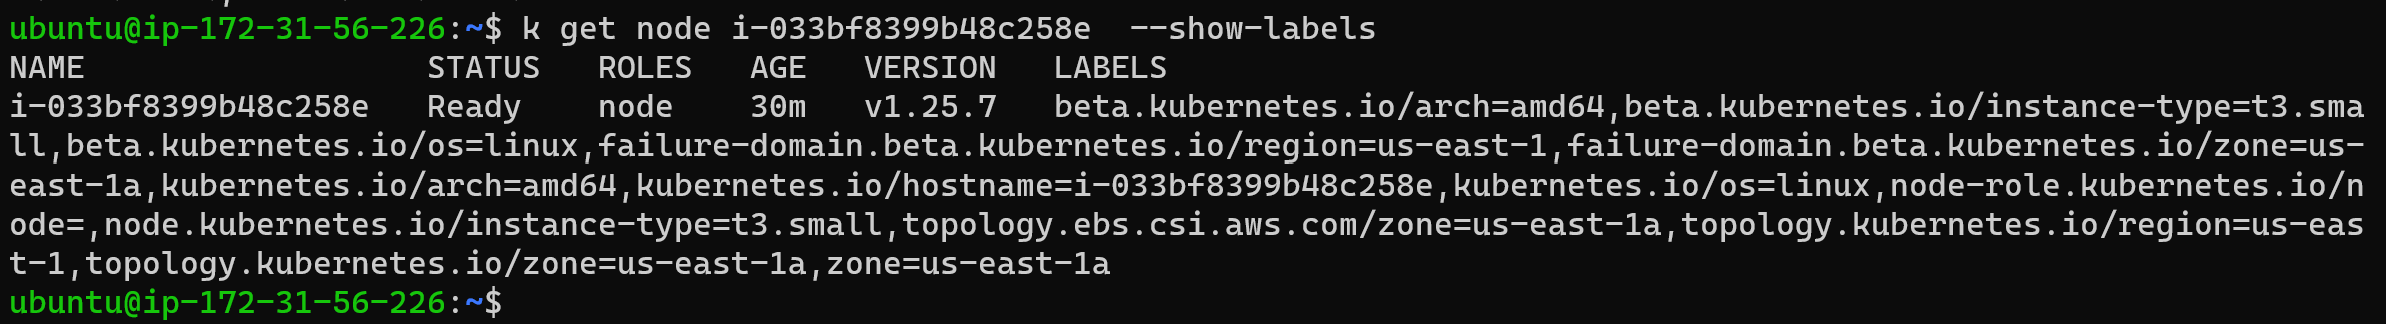 ubuntu@ip-172-31-56-226:~$ k get node i-033bf8399b48c258e  --show-labels
NAME                  STATUS   ROLES   AGE   VERSION   LABELS
i-033bf8399b48c258e   Ready    node    30m   v1.25.7   beta.kubernetes.io/arch=amd64,beta.kubernetes.io/instance-type=t3.sma
ll,beta.kubernetes.io/os=linux,failure-domain.beta.kubernetes.io/region=us-east-1,failure-domain.beta.kubernetes.io/zone=us-
east-1a,kubernetes.io/arch=amd64,kubernetes.io/hostname=i-033bf8399b48c258e,kubernetes.io/os=linux,node-role.kubernetes.io/n
ode=,node.kubernetes.io/instance-type=t3.small,topology.ebs.csi.aws.com/zone=us-east-1a,topology.kubernetes.io/region=us-eas
t-1,topology.kubernetes.io/zone=us-east-1a,zone=us-east-1a
ubuntu@ip-172-31-56-226:~$